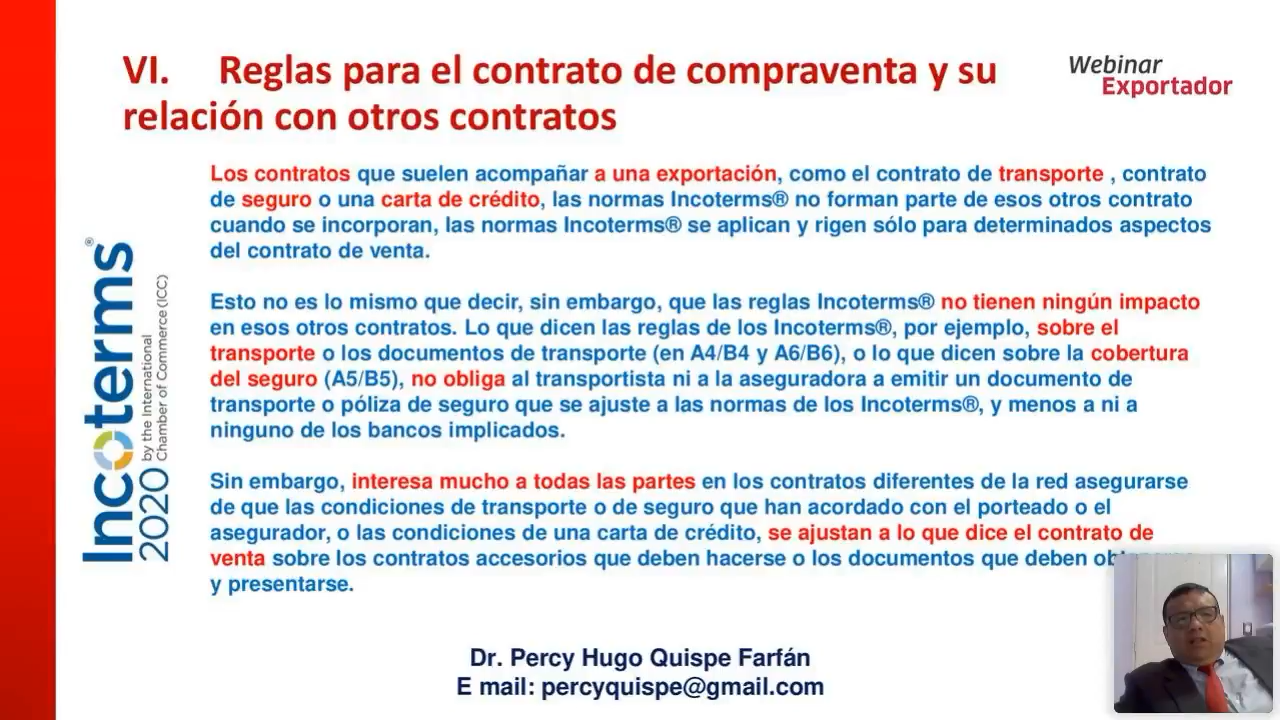 VI. Reglas para el contrato de compraventa y su
relación con otros contratos
Webinar
Exportador
Los contratos que suelen acompañar a una exportación, como el contrato de transporte , contrato
de seguro o una carta de crédito, las normas Incoterms® no forman parte de esos otros contrato
cuando se incorporan, las normas Incoterms® se aplican y rigen sólo para determinados aspectos
del contrato de venta.
Esto no es lo mismo que decir, sin embargo, que las reglas Incoterms® no tienen ningún impacto
en esos otros contratos. Lo que dicen las reglas de los Incoterms®, por ejemplo, sobre el
transporte o los documentos de transporte (en A4/B4 y A6/B6), o lo que dicen sobre la cobertura
del seguro (A5/B5), no obliga al transportista ni a la aseguradora a emitir un documento de
transporte o póliza de seguro que se ajuste a las normas de los Incoterms®, y menos a ni a
ninguno de los bancos implicados.
Sin embargo, interesa mucho a todas las partes en los contratos diferentes de la red asegurarse
de que las condiciones de transporte o de seguro que han acordado con el porteado o el
asegurador, o las condiciones de una carta de crédito, se ajustan a lo que dice el contrato de
venta sobre los contratos accesorios que deben hacerse o los documentos que deben
y presentarse.
Incoterms®
2020
by the International
Chamber of Commerce (ICC)
Dr. Percy Hugo Quispe Farfán
E mail: percyquispe@gmail.com